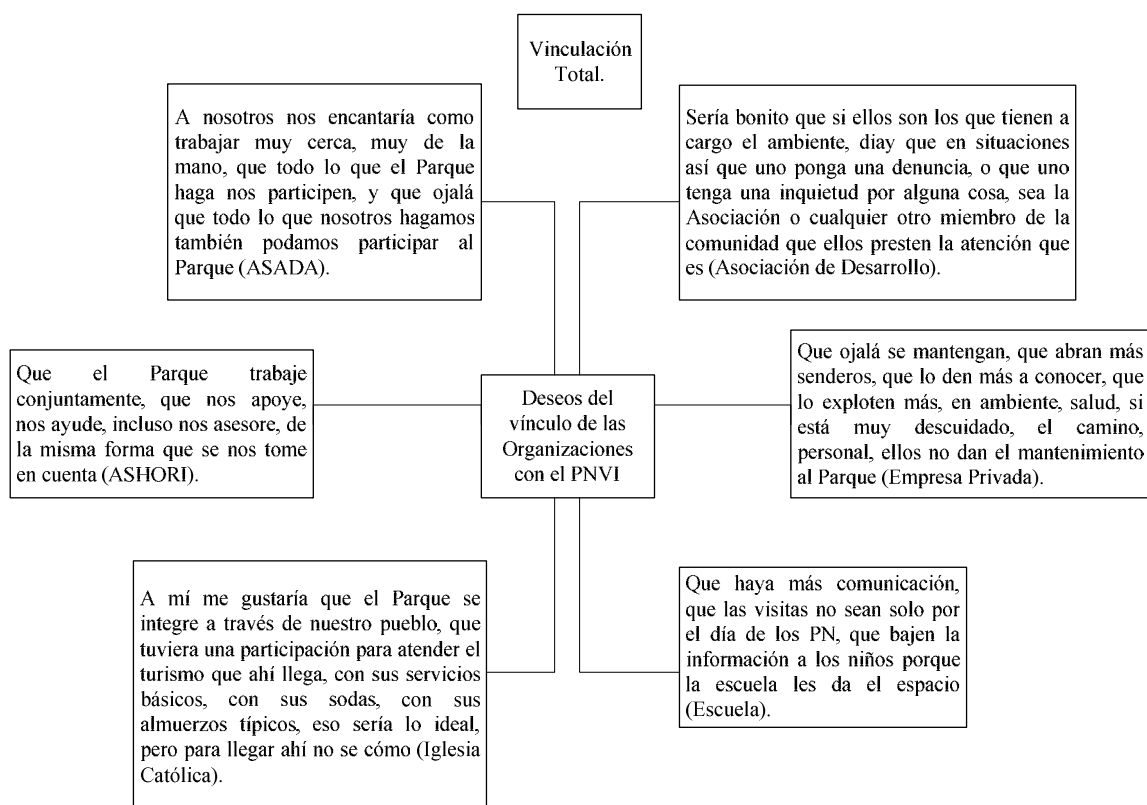 Vinculación
Total.
A nosotros nos encantaría como
trabajar muy cerca, muy de la
mano, que todo lo que el Parque
haga nos participen, y que ojalá
que todo lo que nosotros hagamos
también podamos participar al
Parque (ASADA).
Sería bonito que si ellos son los que tienen a
cargo el ambiente, diay que en situaciones
así que uno ponga una denuncia, o que uno
tenga una inquietud por alguna cosa, sea la
Asociación o cualquier otro miembro de la
comunidad que ellos presten la atención que
es (Asociación de Desarrollo).
Que el Parque trabaje
conjuntamente, que nos apoye,
nos ayude, incluso nos asesore, de
la misma forma que se nos tome
en cuenta (ASHORI).
Deseos del
vínculo de las
Organizaciones
con el PNVI
Que ojalá se mantengan, que abran más
senderos, que lo den más a conocer, que
lo exploten más, en ambiente, salud, si
está muy descuidado, el camino,
personal, ellos no dan el mantenimiento
al Parque (Empresa Privada).
A mí me gustaría que el Parque se
integre a través de nuestro pueblo, que
tuviera una participación para atender el
turismo que ahí llega, con sus servicios
básicos, con sus sodas, con sus
almuerzos típicos, eso sería lo ideal,
pero para llegar ahí no se cómo (Iglesia
Católica).
Que haya más comunicación,
que las visitas no sean solo por
el día de los PN, que bajen la
información a los niños porque
la escuela les da el espacio
(Escuela).